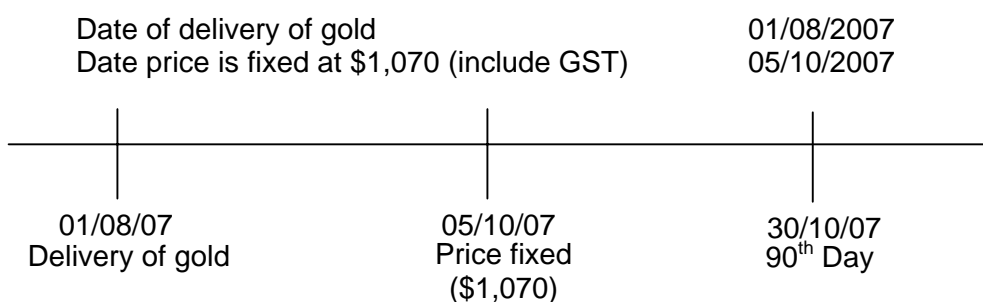 Date of delivery of gold 01/08/2007
Date price is fixed at $1,070 (include GST) 05/10/2007
01/08/07
Delivery of gold
05/10/07
Price fixed
($1,070)
30/10/07
90th Day